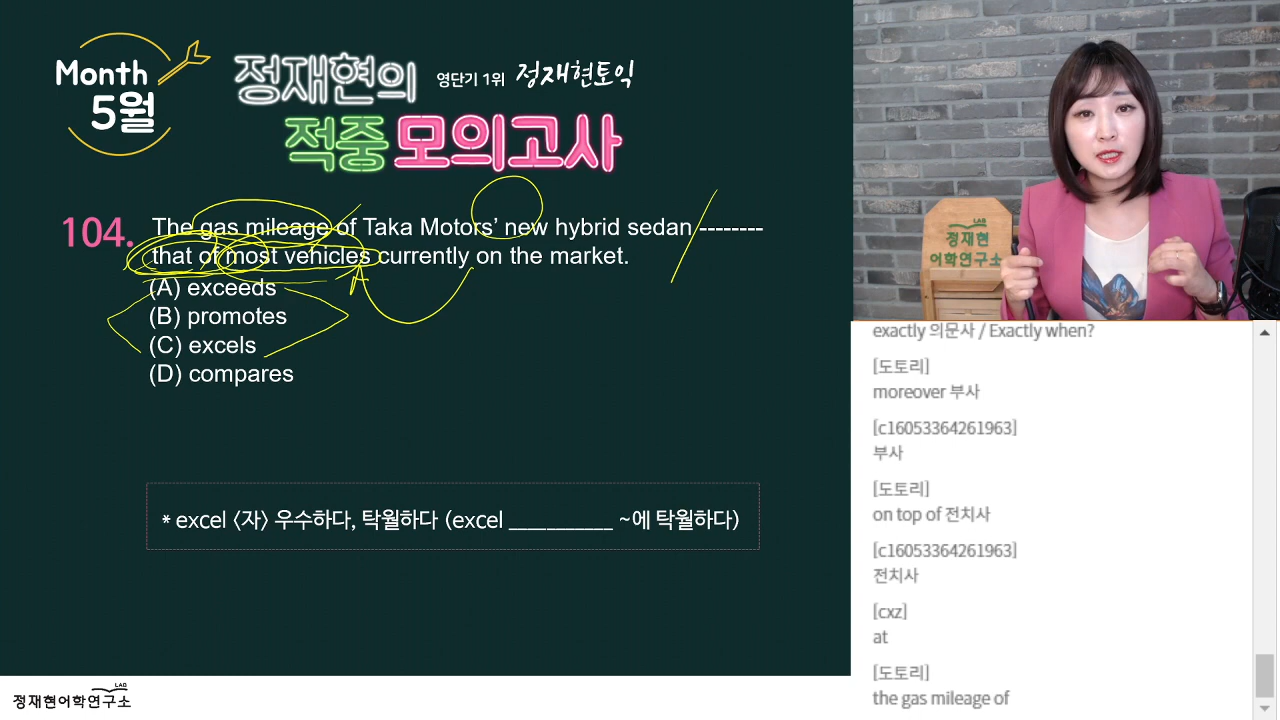 Month
5월
정재현의
영단기 1위 정재현토익
적중 모의고사
104. The gas mileage of Taka Motors’ new hybrid sedan --------
that of most vehicles currently on the market.
(A) exceeds
(B) promotes
(C) excels
(D) compares
* excel <자> 우수하다, 탁월하다 (excel ___________ ~에 탁월하다)
LAB
정재현어학연구소
LAB
정재현
어학연구소
exactly 의문사 / Exactly when?
[도토리]
moreover 부사
[c16053364261963]
부사
[도토리]
on top of 전치사
[c16053364261963]
전치사
[cxz]
at
[도토리]
the gas mileage of